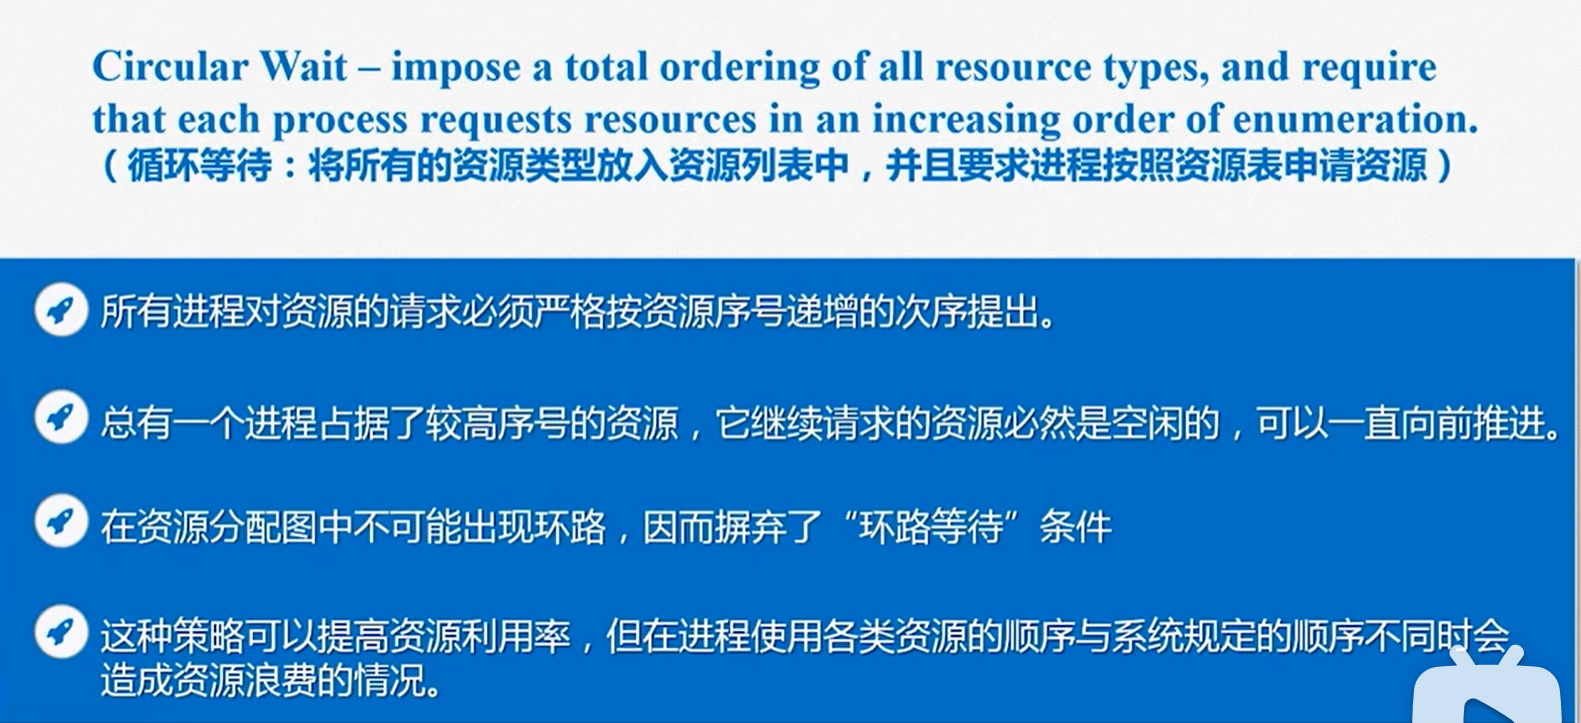 Circular Wait – impose a total ordering of all resource types, and require
that each process requests resources in an increasing order of enumeration.
（循环等待：将所有的资源类型放入资源列表中，并且要求进程按照资源表申请资源）
所有进程对资源的请求必须严格按资源序号递增的次序提出。
总有一个进程占据了较高序号的资源，它继续请求的资源必然是空闲的，可以一直向前推进。
在资源分配图中不可能出现环路，因而摒弃了“环路等待”条件
这种策略可以提高资源利用率，但在进程使用各类资源的顺序与系统规定的顺序不同时会
造成资源浪费的情况。